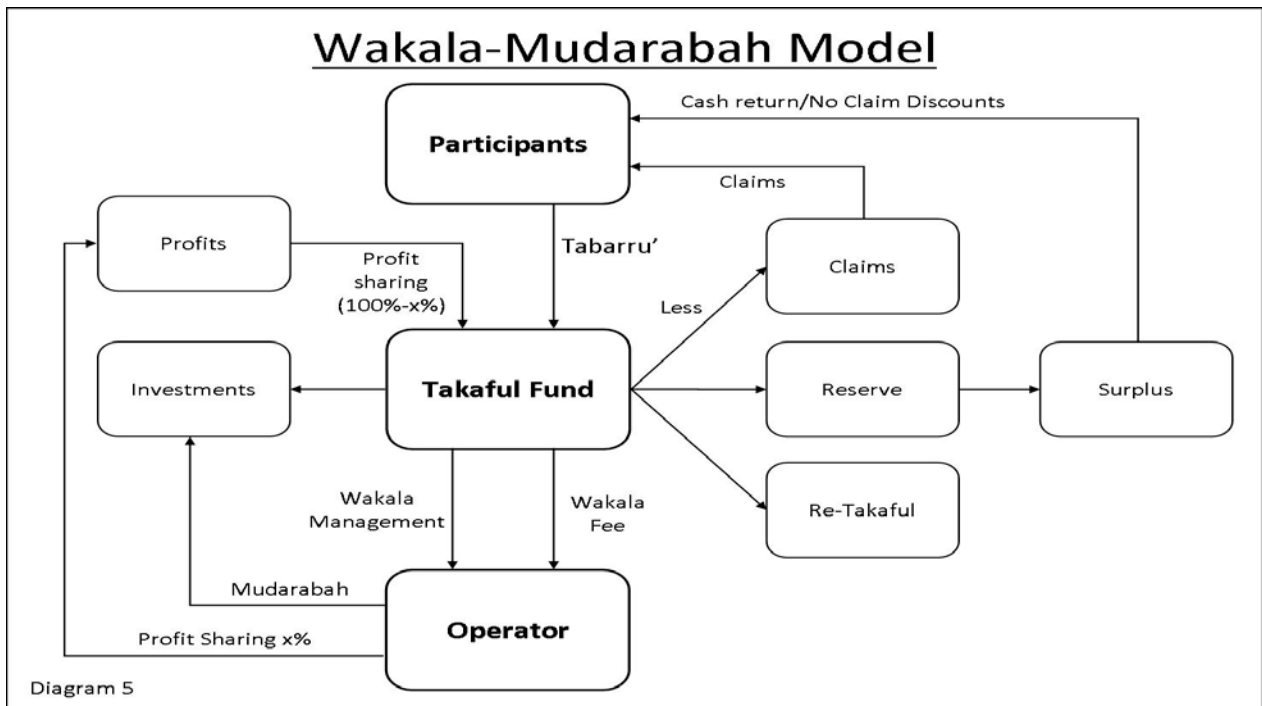 Wakala-Mudarabah Model
Cash return/No Claim Discounts
Participants
Claims
Profits
Profit
sharing
(100%-x%)
Tabarru’
Claims
Less
Investments
Takaful Fund
Reserve
Surplus
Wakala
Management
Wakala
Fee
Re-Takaful
Mudarabah
Operator
Profit Sharing x%
Diagram 5